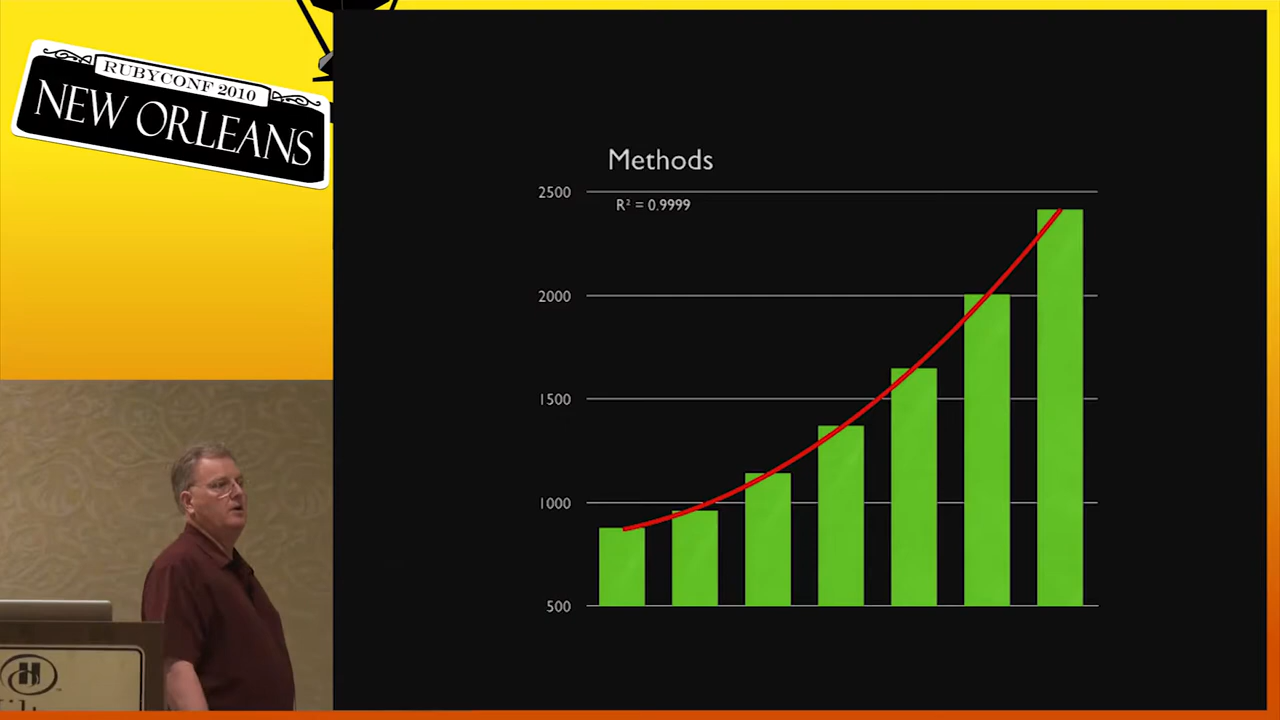 RUBYCONF 2010
NEW ORLEANS
Methods
2500
R² = 0.9999
2000
1500
1000
500
H